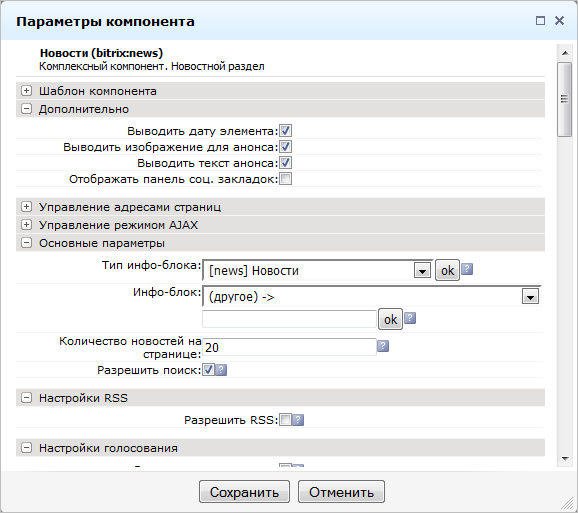 Параметры компонента
Новости (bitrix:news)
Комплексный компонент. Новостной раздел
Шаблон компонента
Дополнительно
Выводить дату элемента:
Выводить изображение для анонса:
Выводить текст анонса:
Отображать панель соц. закладок:
Управление адресами страниц
Управление режимом AJAX
Основные параметры
Тип инфо-блока: [news] Новости ok ?
Инфо-блок: (другое) ->
ok ?
Количество новостей на
странице: 20 ?
Разрешить поиск: ?
Настройки RSS
Разрешить RSS: ?
Настройки голосования
Сохранить Отменить